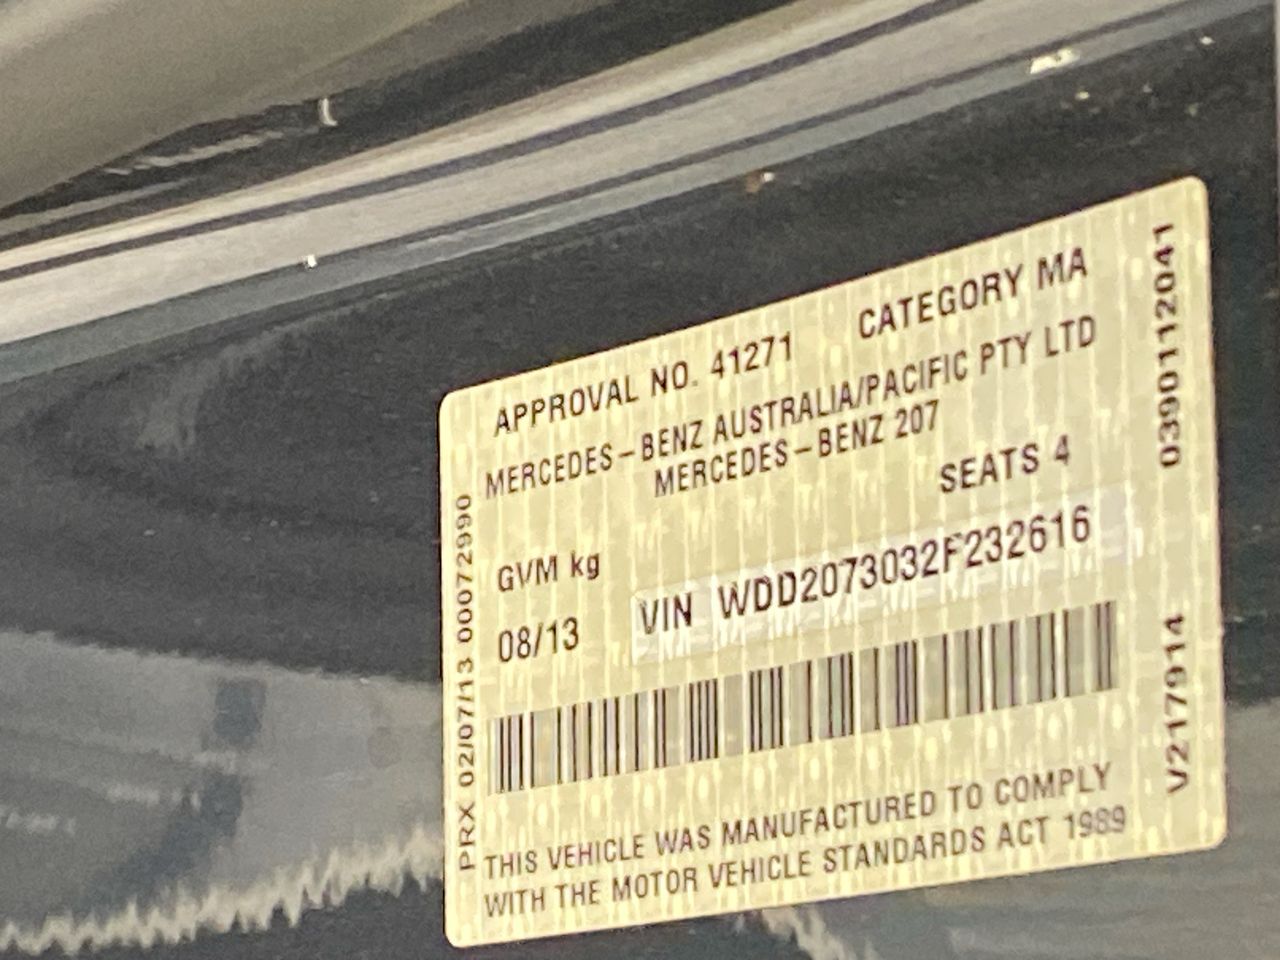 APPROVAL NO. 41271 CATEGORY MA
MERCEDES-BENZ AUSTRALIA/PACIFIC PTY LTD
MERCEDES-BENZ 207
SEATS 4
GVM kg
08/13 VIN WDD2073032F232616
THIS VEHICLE WAS MANUFACTURED TO COMPLY
WITH THE MOTOR VEHICLE STANDARDS ACT 1989
PRX 02/07/13 00072990
0390112041
V217914